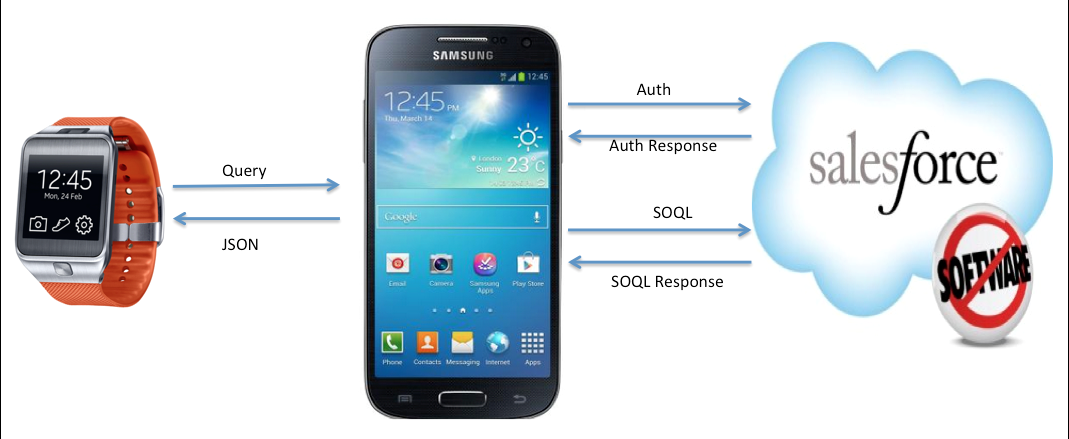 12:45
Mon, 24 Feb
Query
JSON
SAMSUNG
12:45
12:45 PM
Thu, March 14
London
Sunny 23°C
Google
Email
Camera
Samsung
Apps
Play Store
Phone
Contacts
Messaging
Internet
Apps
Auth
Auth Response
SOQL
SOQL Response
salesforce
SOFTWARE